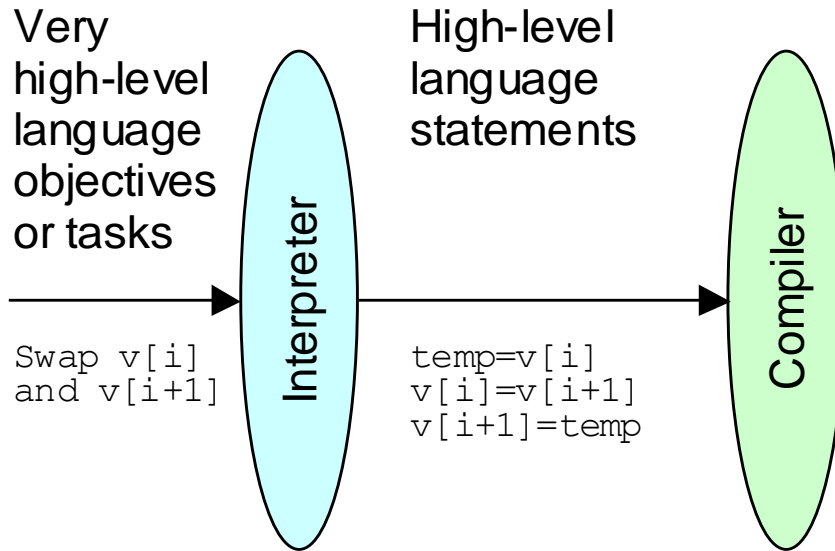 Very
high-level
language
objectives
or tasks
Swap v[i]
and v[i+1]
Interpreter
High-level
language
statements
temp=v[i]
v[i]=v[i+1]
v[i+1]=temp
Compiler